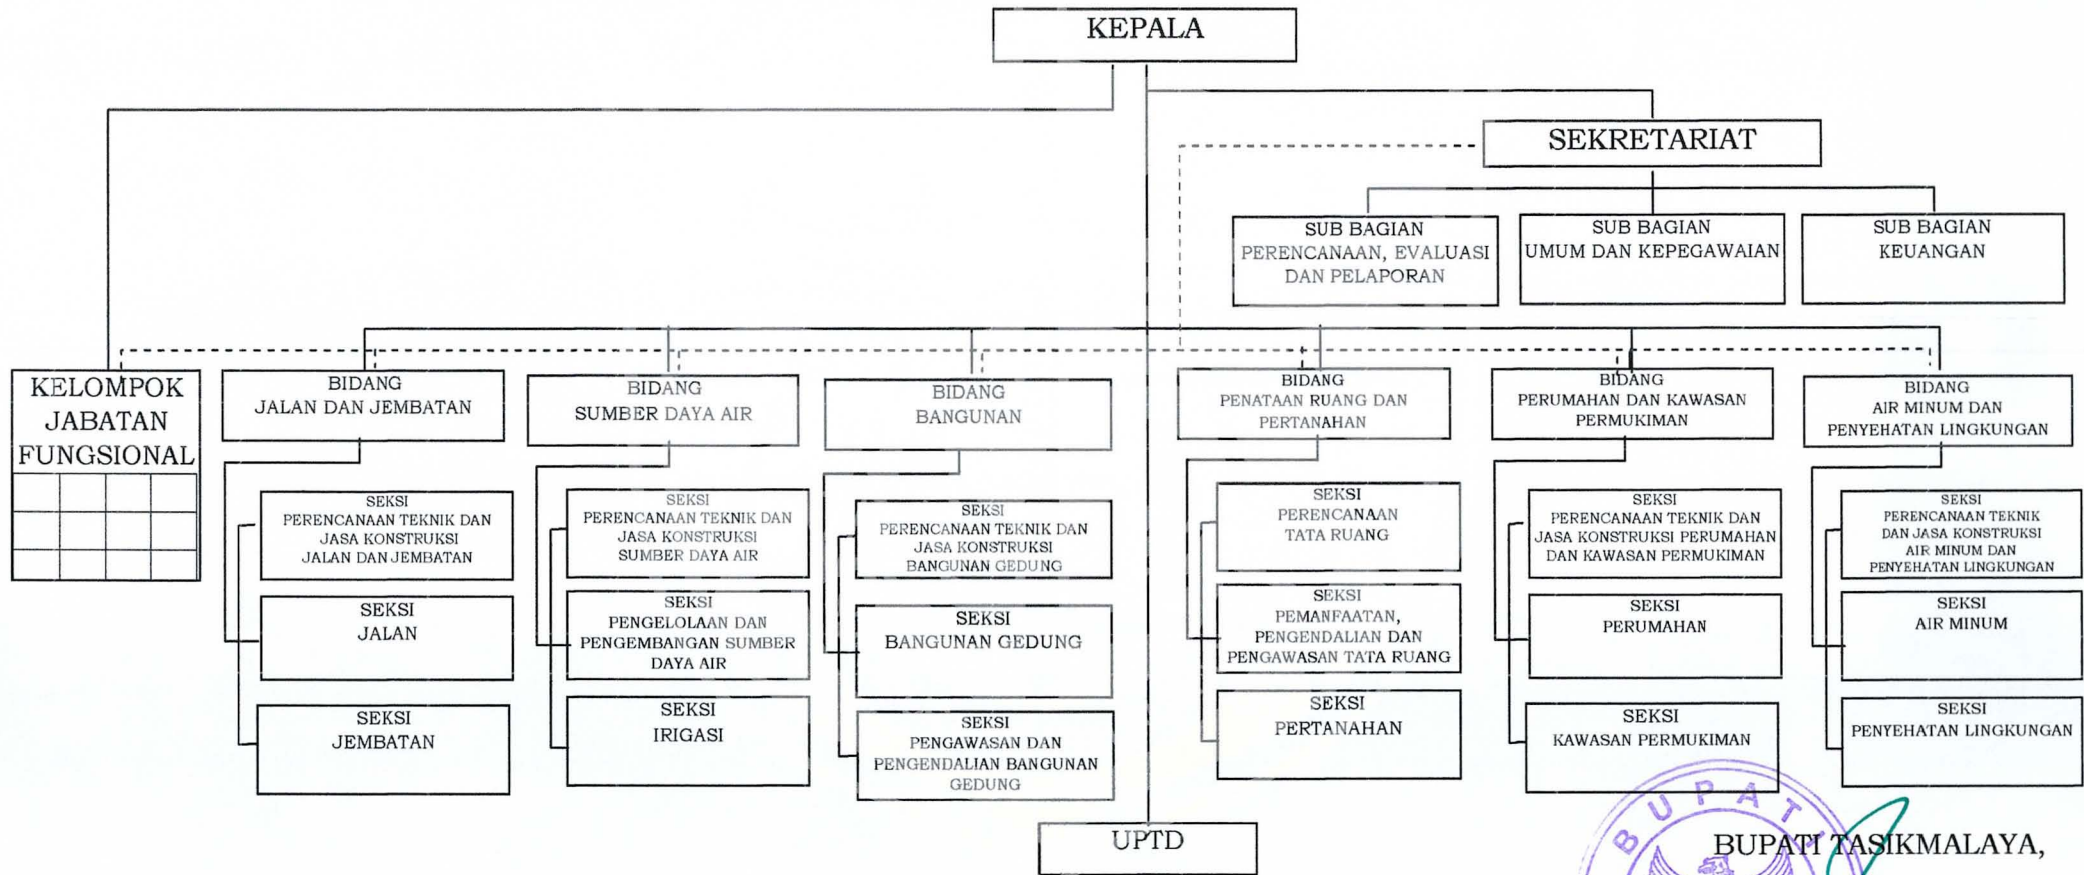 KEPALA
SEKRETARIAT
SUB BAGIAN
PERENCANAAN, EVALUASI
DAN PELAPORAN
SUB BAGIAN
UMUM DAN KEPEGAWAIAN
SUB BAGIAN
KEUANGAN
KELOMPOK
JABATAN
FUNGSIONAL
BIDANG
JALAN DAN JEMBATAN
SEKSI
PERENCANAAN TEKNIK DAN
JASA KONSTRUKSI
JALAN DAN JEMBATAN
SEKSI
JALAN
SEKSI
JEMBATAN
BIDANG
SUMBER DAYA AIR
SEKSI
PERENCANAAN TEKNIK DAN
JASA KONSTRUKSI
SUMBER DAYA AIR
SEKSI
PENGELOLAAN DAN
PENGEMBANGAN SUMBER
DAYA AIR
SEKSI
IRIGASI
BIDANG
BANGUNAN
SEKSI
PERENCANAAN TEKNIK DAN
JASA KONSTRUKSI
BANGUNAN GEDUNG
SEKSI
BANGUNAN GEDUNG
SEKSI
PENGAWASAN DAN
PENGENDALIAN BANGUNAN
GEDUNG
BIDANG
PENATAAN RUANG DAN
PERTANAHAN
SEKSI
PERENCANAAN
TATA RUANG
SEKSI
PEMANFAATAN,
PENGENDALIAN DAN
PENGAWASAN TATA RUANG
SEKSI
PERTANAHAN
BIDANG
PERUMAHAN DAN KAWASAN
PERMUKIMAN
SEKSI
PERENCANAAN TEKNIK DAN
JASA KONSTRUKSI PERUMAHAN
DAN KAWASAN PERMUKIMAN
SEKSI
PERUMAHAN
SEKSI
KAWASAN PERMUKIMAN
BIDANG
AIR MINUM DAN
PENYEHATAN LINGKUNGAN
SEKSI
PERENCANAAN TEKNIK
DAN JASA KONSTRUKSI
AIR MINUM DAN
PENYEHATAN LINGKUNGAN
SEKSI
AIR MINUM
SEKSI
PENYEHATAN LINGKUNGAN
UPTD
BUPATI
BUPATI TASIKMALAYA,